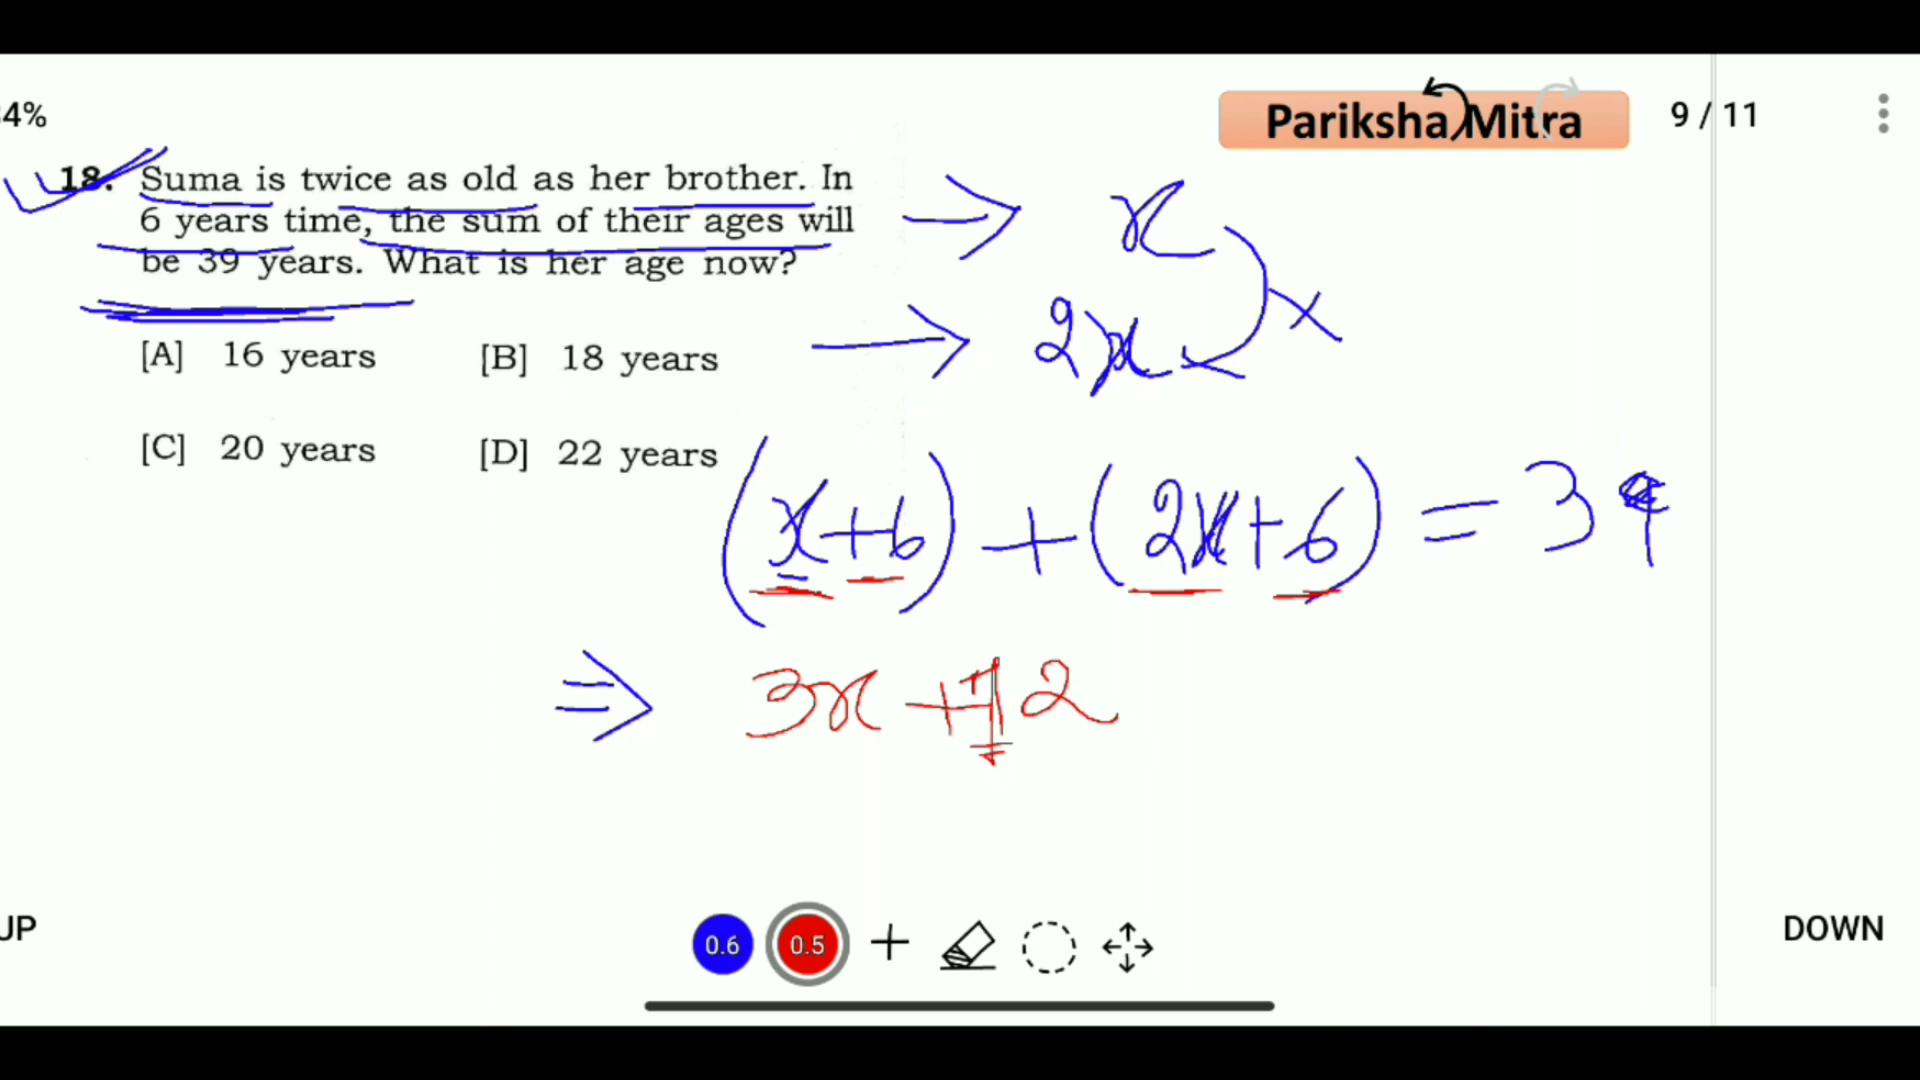 Pariksha Mitra
9 / 11
18. Suma is twice as old as her brother. In
6 years time, the sum of their ages will
be 39 years. What is her age now?
[A] 16 years [B] 18 years
[C] 20 years [D] 22 years
x
2x
(x+6) + (2x+6) = 39
⇒ 3x + 12
UP
DOWN
0.6 0.5